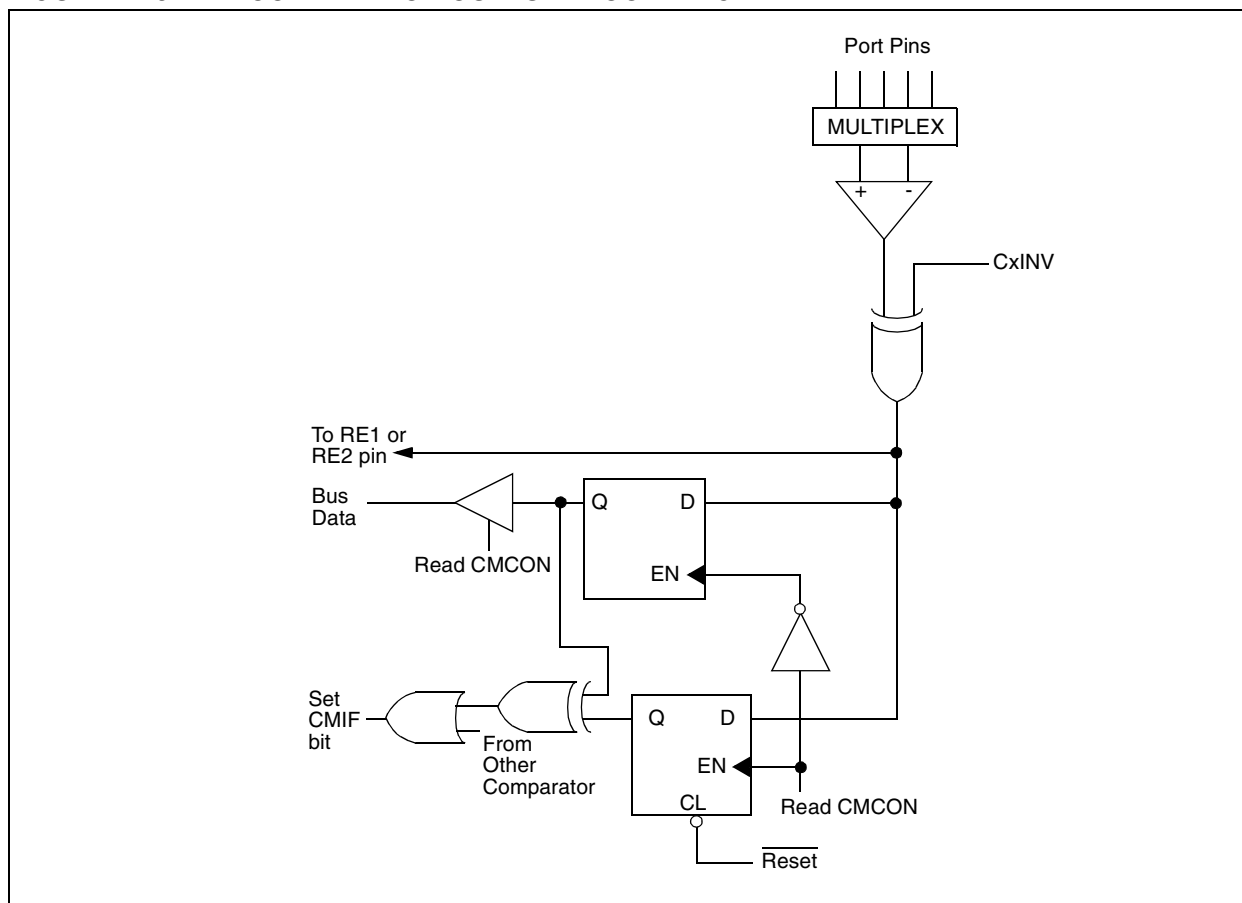 Port Pins
MULTIPLEX
+ -
CxINV
To RE1 or
RE2 pin
Bus
Data
Q D
EN
Read CMCON
Set
CMIF
bit
From
Other
Comparator
Q D
EN
CL
Read CMCON
Reset